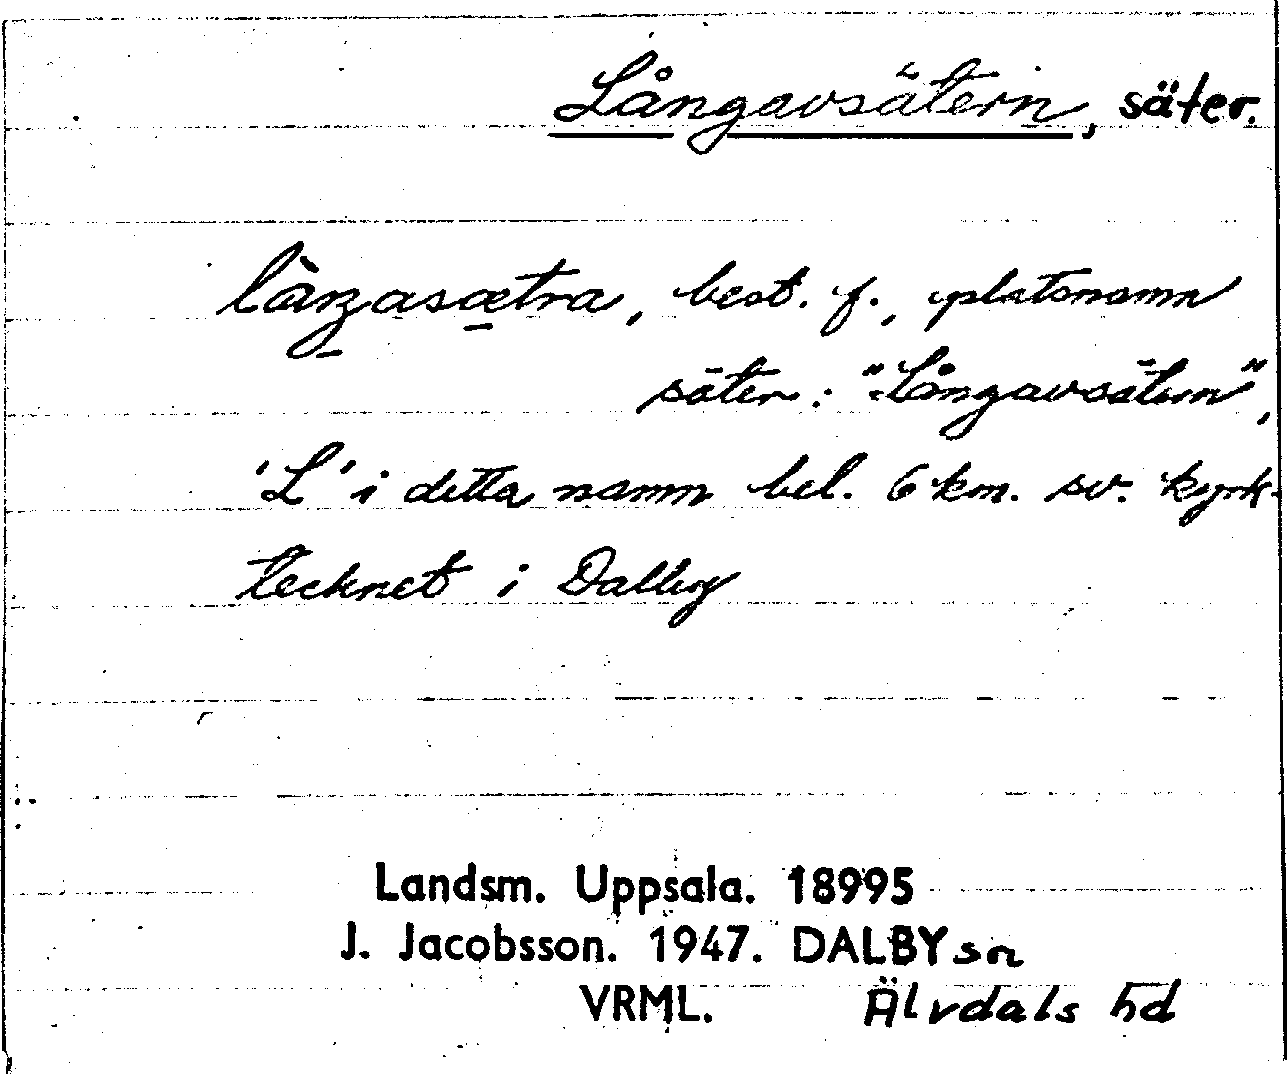 Långavsätern, säter.
låŋasætra, best. f., platsnamn
säter: "Långavsätern",
'L' i detta namn bel. 6 km. sv. kyrk-
tecknet i Dalby
Landsm. Uppsala. 18995
J. Jacobsson. 1947. DALBY sn
VRML. Älvdals hd